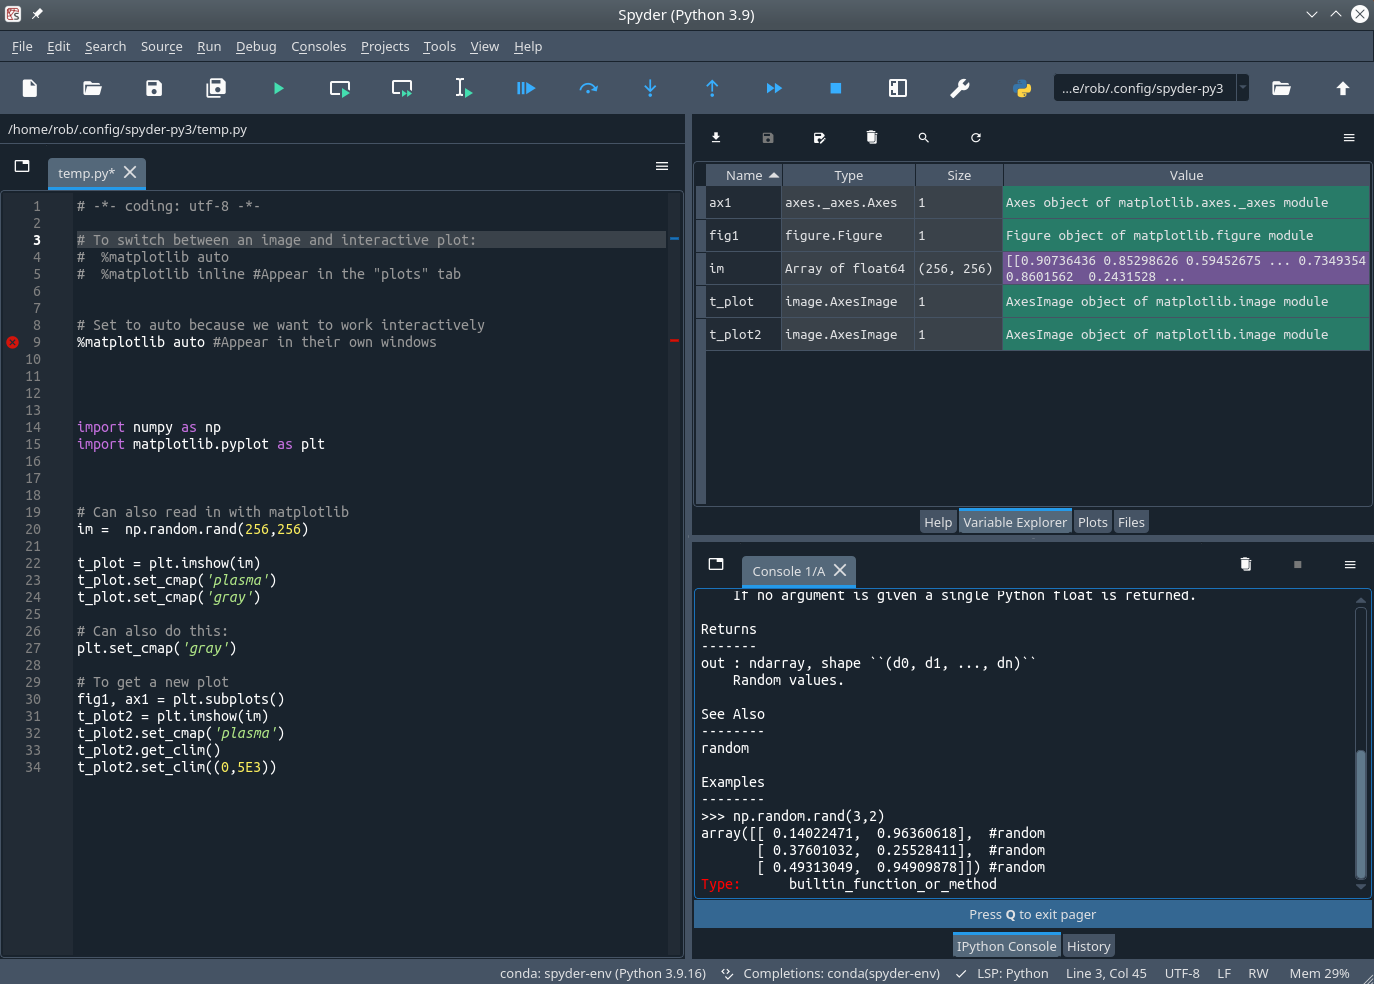 Spyder (Python 3.9)
File Edit Search Source Run Debug Consoles Projects Tools View Help
...e/rob/.config/spyder-py3
/home/rob/.config/spyder-py3/temp.py
temp.py*
1 # -*- coding: utf-8 -*-
2
3 # To switch between an image and interactive plot:
4 #  %matplotlib auto
5 #  %matplotlib inline #Appear in the "plots" tab
6
7
8 # Set to auto because we want to work interactively
9 %matplotlib auto #Appear in their own windows
10
11
12
13
14 import numpy as np
15 import matplotlib.pyplot as plt
16
17
18
19 # Can also read in with matplotlib
20 im =  np.random.rand(256,256)
21
22 t_plot = plt.imshow(im)
23 t_plot.set_cmap('plasma')
24 t_plot.set_cmap('gray')
25
26 # Can also do this:
27 plt.set_cmap('gray')
28
29 # To get a new plot
30 fig1, ax1 = plt.subplots()
31 t_plot2 = plt.imshow(im)
32 t_plot2.set_cmap('plasma')
33 t_plot2.get_clim()
34 t_plot2.set_clim((0,5E3))
Name Type Size Value
ax1 axes._axes.Axes 1 Axes object of matplotlib.axes._axes module
fig1 figure.Figure 1 Figure object of matplotlib.figure module
im Array of float64 (256, 256) [[0.90736436 0.85298626 0.59452675 ... 0.7349354
0.8601562  0.2431528 ...
t_plot image.AxesImage 1 AxesImage object of matplotlib.image module
t_plot2 image.AxesImage 1 AxesImage object of matplotlib.image module
Help Variable Explorer Plots Files
Console 1/A
If no argument is given a single Python float is returned.
Returns
-------
out : ndarray, shape ``(d0, d1, ..., dn)``
Random values.
See Also
--------
random
Examples
--------
>>> np.random.rand(3,2)
array([[ 0.14022471,  0.96360618],  #random
[ 0.37601032,  0.25528411],  #random
[ 0.49313049,  0.94909878]]) #random
Type:      builtin_function_or_method
Press Q to exit pager
IPython Console History
conda: spyder-env (Python 3.9.16) Completions: conda(spyder-env) LSP: Python Line 3, Col 45 UTF-8 LF RW Mem 29%